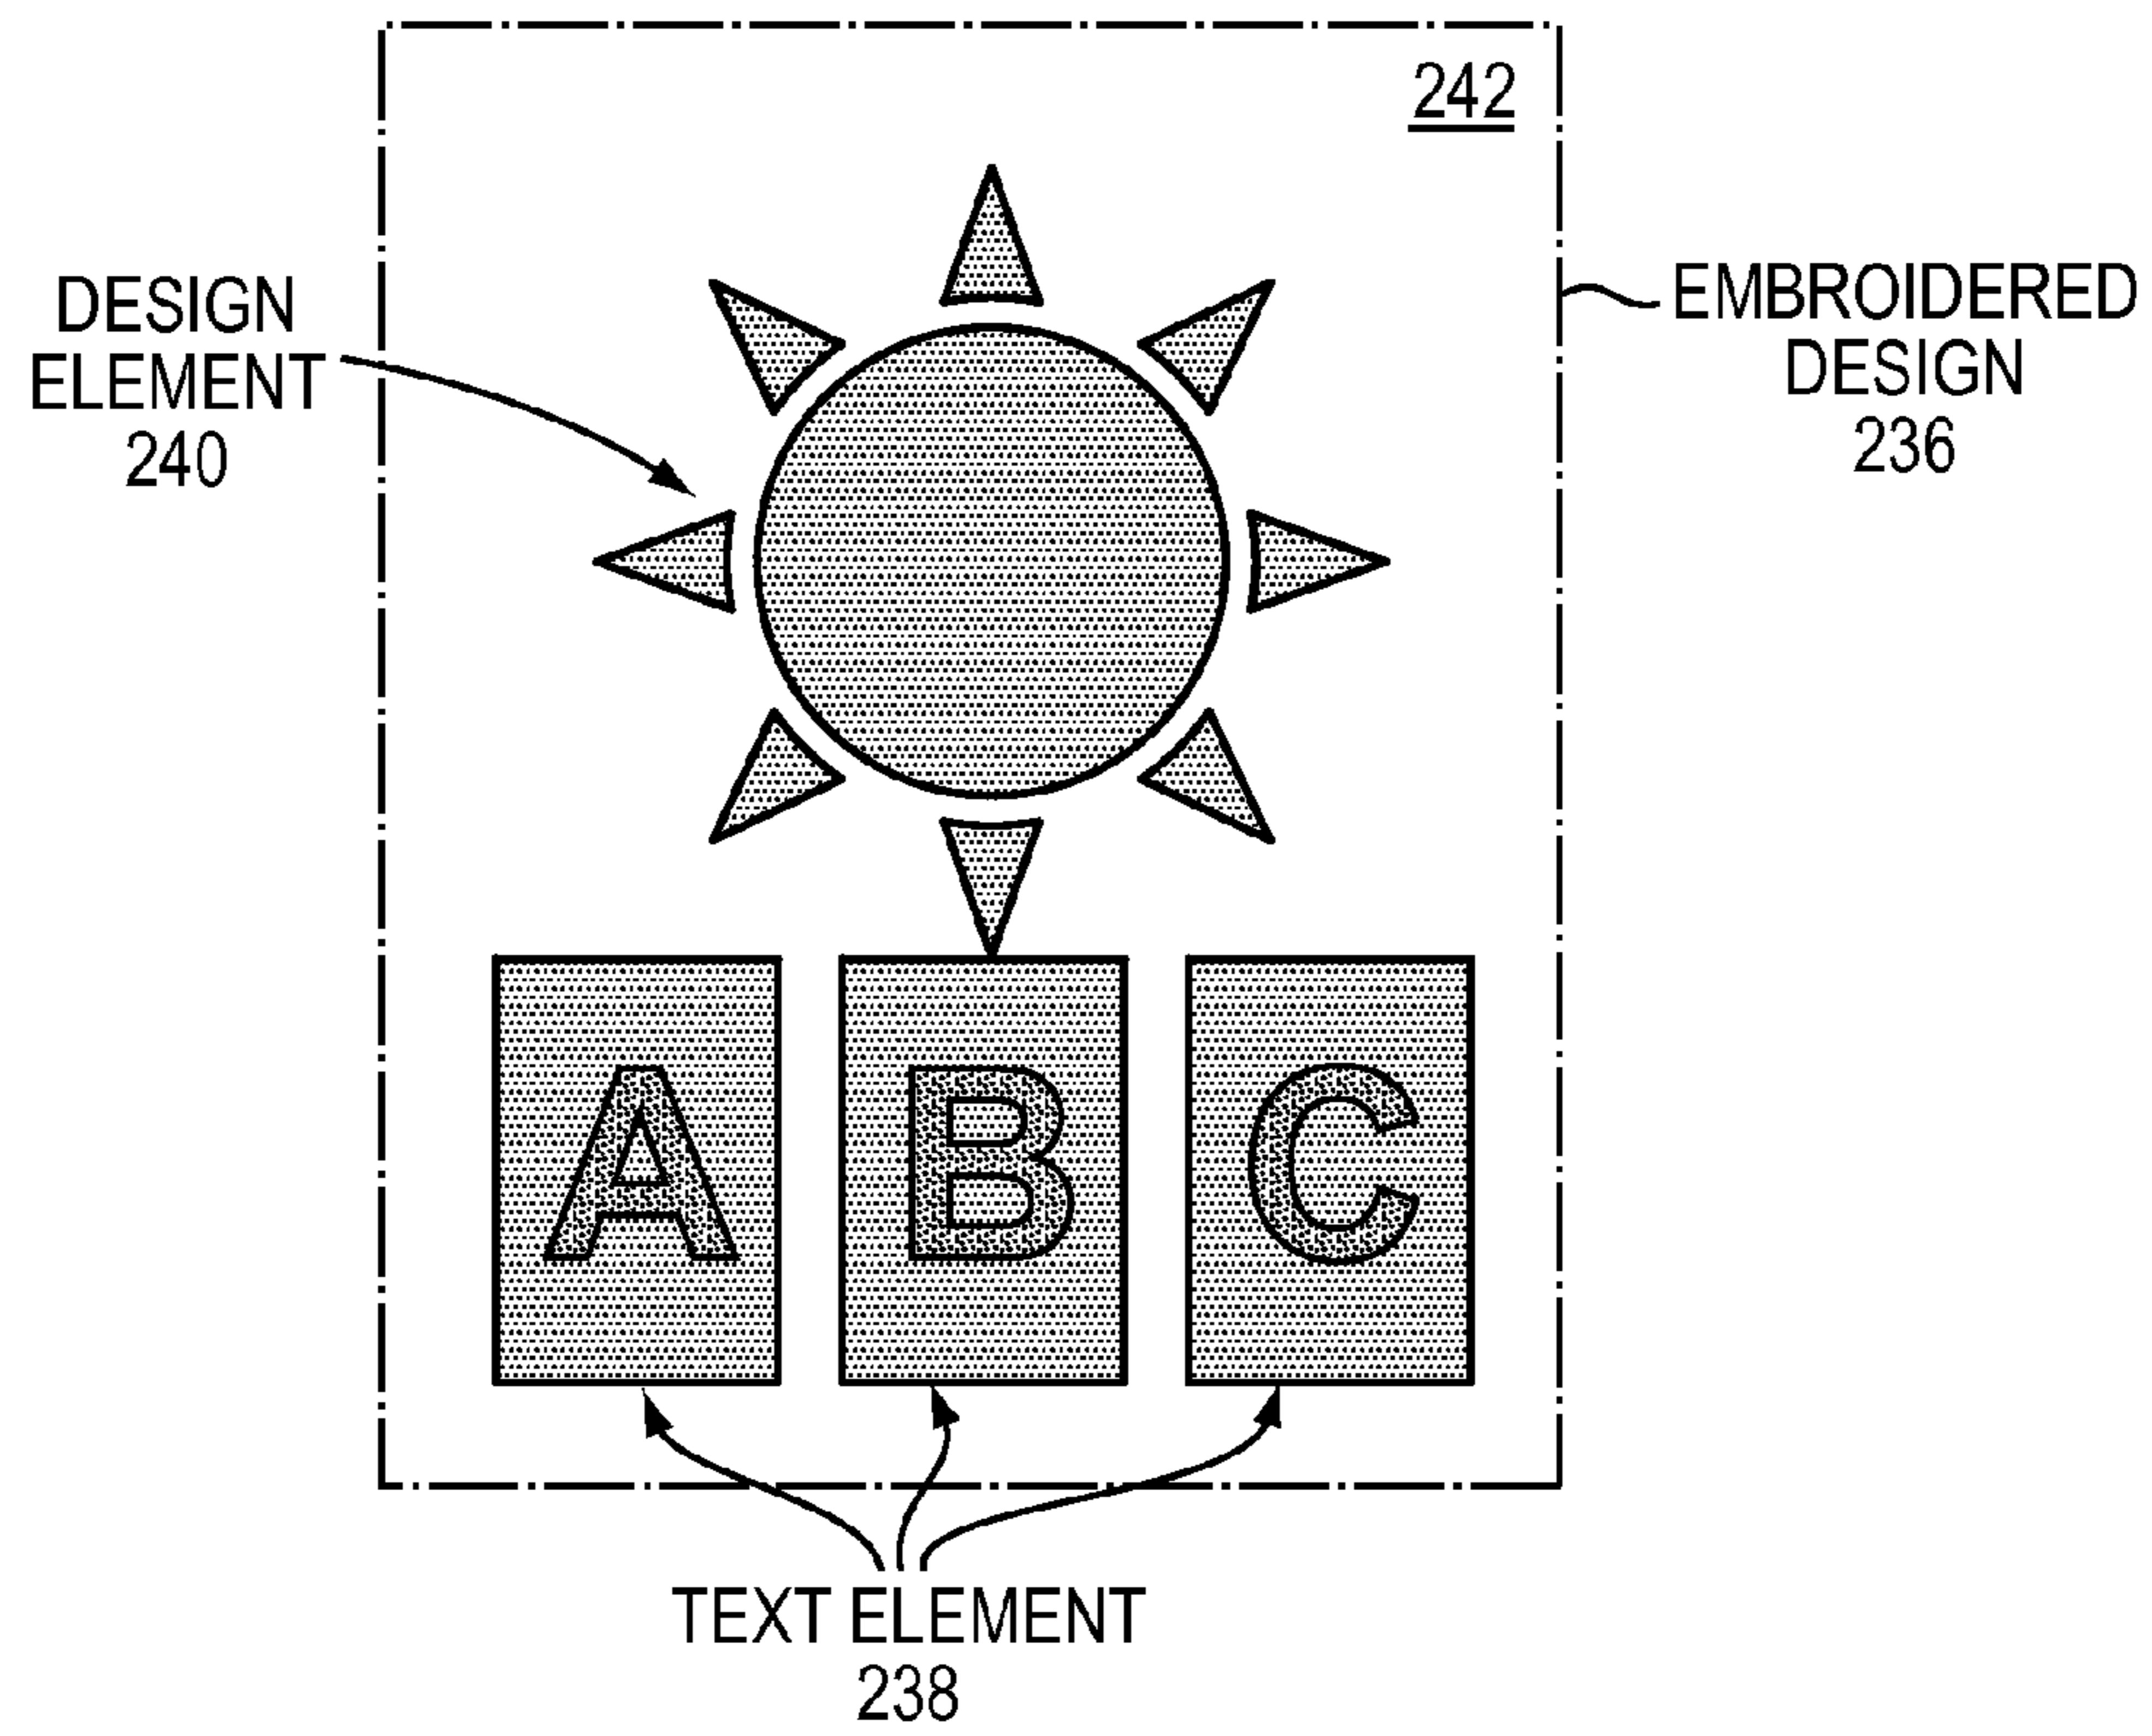 242
DESIGN
ELEMENT
240
EMBROIDERED
DESIGN
236
A B C
TEXT ELEMENT
238